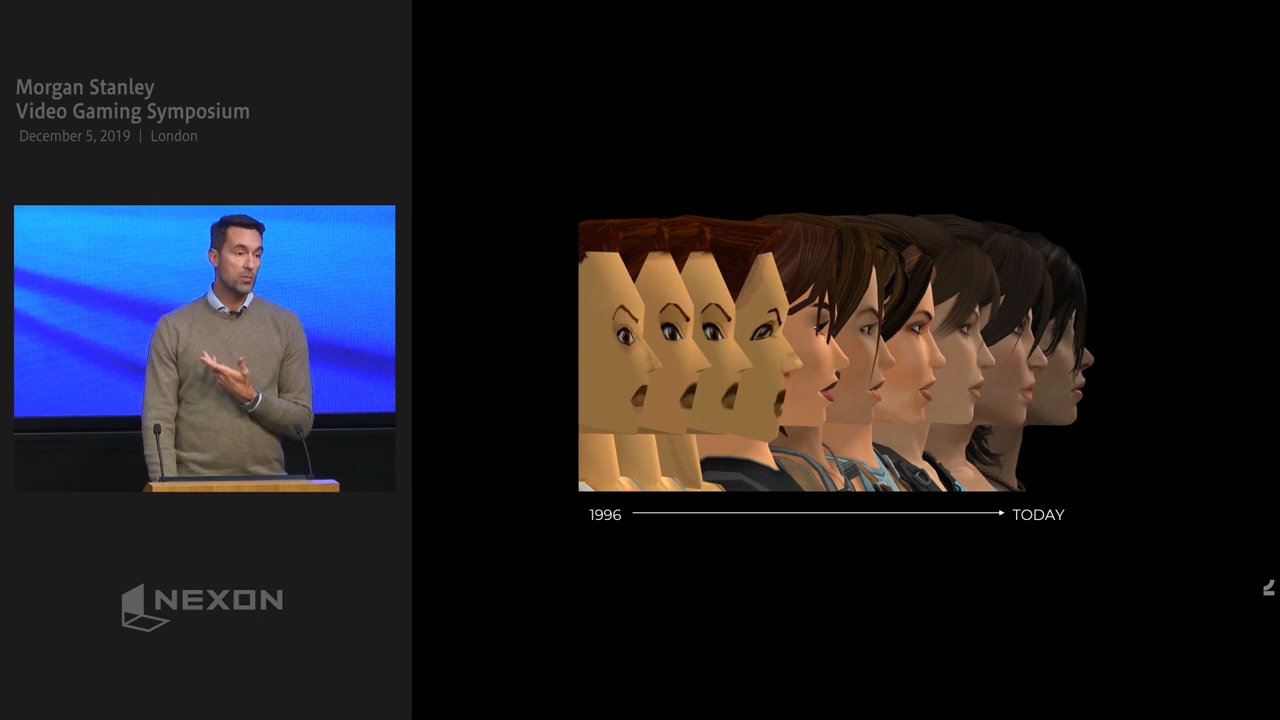 Morgan Stanley
Video Gaming Symposium
December 5, 2019 | London
NEXON
1996
TODAY